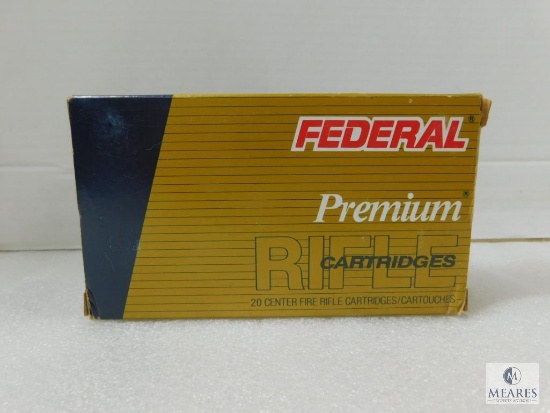 FEDERAL®
Premium®
RIFLE
CARTRIDGES
20 CENTER FIRE RIFLE CARTRIDGES/CARTOUCHES
MEARES